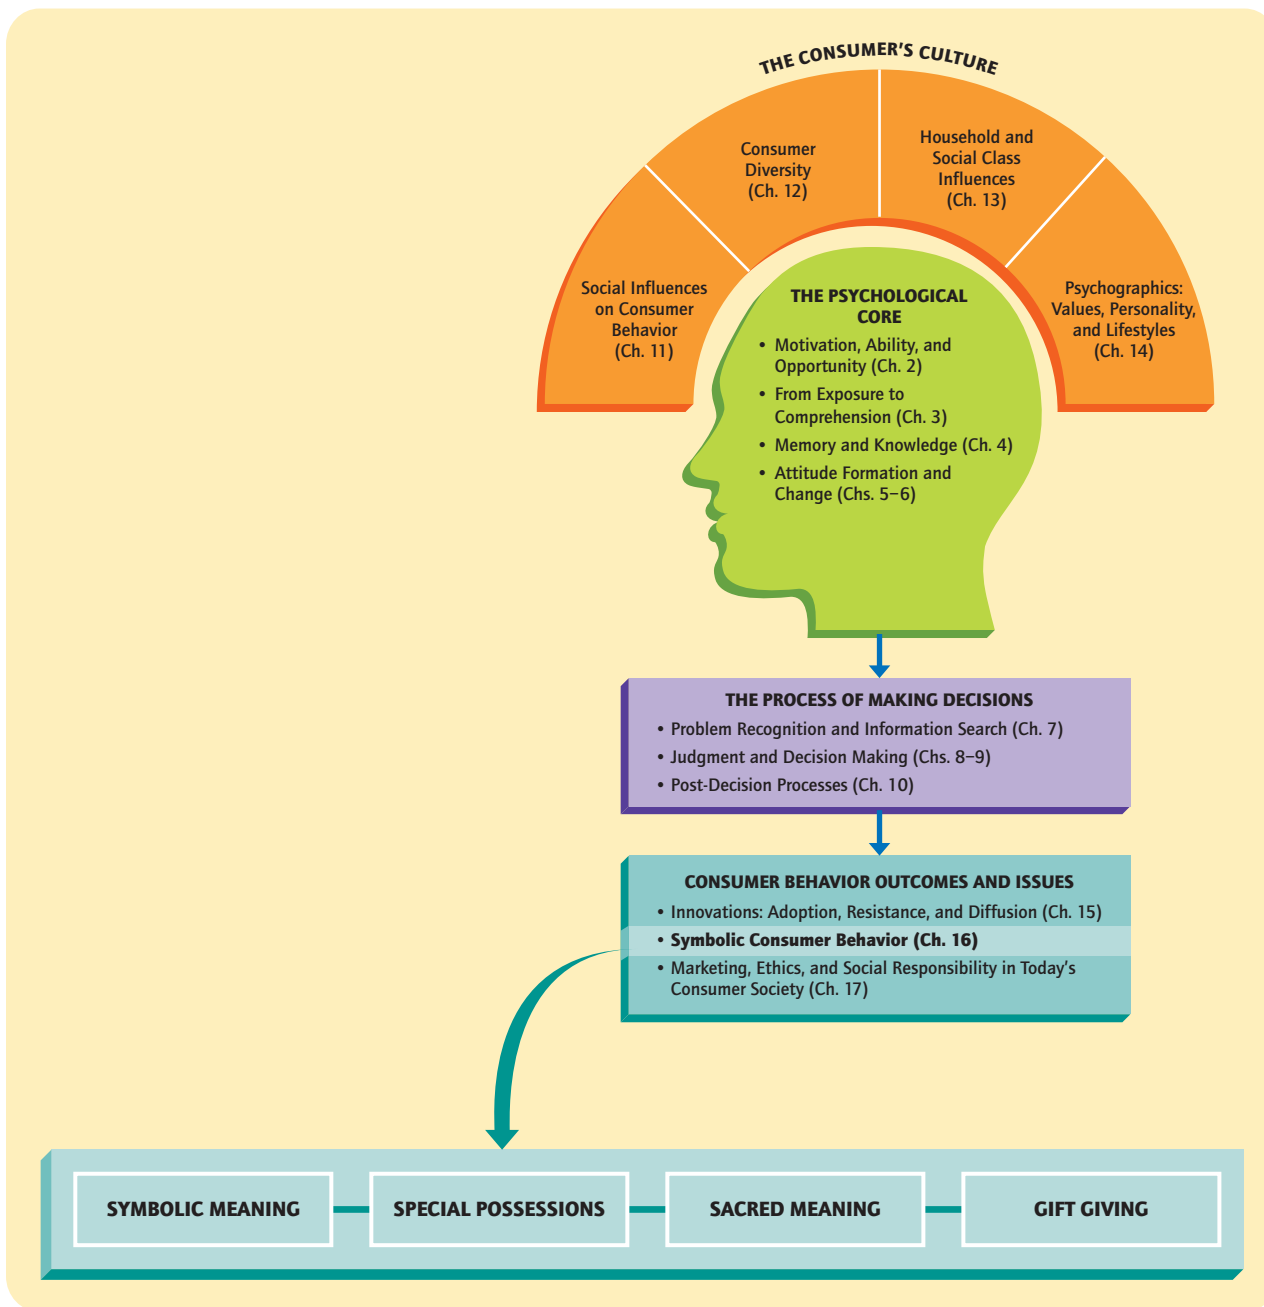 THE CONSUMER'S CULTURE
Social Influences
on Consumer
Behavior
(Ch. 11)
Consumer
Diversity
(Ch. 12)
Household and
Social Class
Influences
(Ch. 13)
Psychographics:
Values, Personality,
and Lifestyles
(Ch. 14)
THE PSYCHOLOGICAL
CORE
• Motivation, Ability, and
Opportunity (Ch. 2)
• From Exposure to
Comprehension (Ch. 3)
• Memory and Knowledge (Ch. 4)
• Attitude Formation and
Change (Chs. 5–6)
THE PROCESS OF MAKING DECISIONS
• Problem Recognition and Information Search (Ch. 7)
• Judgment and Decision Making (Chs. 8–9)
• Post-Decision Processes (Ch. 10)
CONSUMER BEHAVIOR OUTCOMES AND ISSUES
• Innovations: Adoption, Resistance, and Diffusion (Ch. 15)
• Symbolic Consumer Behavior (Ch. 16)
• Marketing, Ethics, and Social Responsibility in Today's
Consumer Society (Ch. 17)
SYMBOLIC MEANING
SPECIAL POSSESSIONS
SACRED MEANING
GIFT GIVING